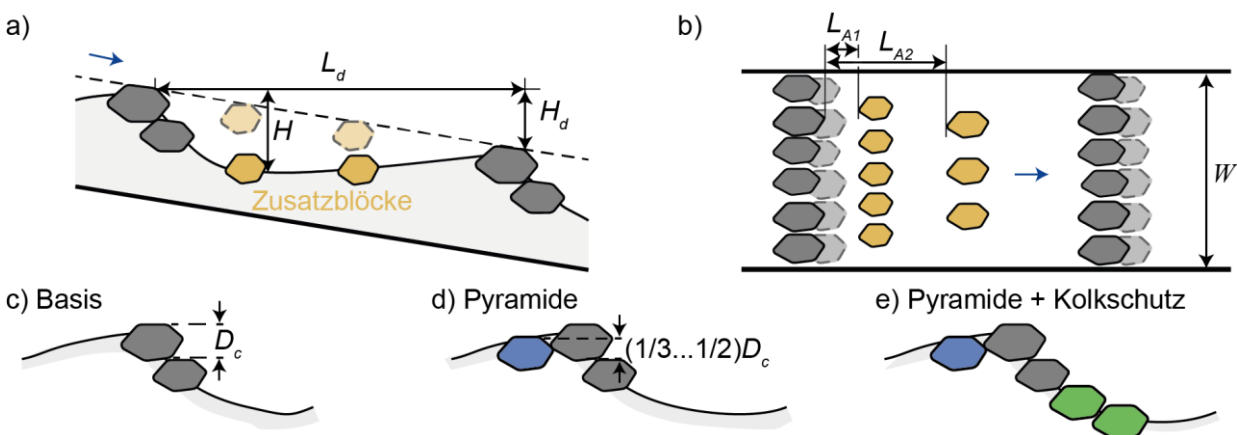 a)
L_d
H
H_d
Zusatzblöcke
b)
L_A1
L_A2
W
c) Basis
D_c
d) Pyramide
(1/3...1/2)D_c
e) Pyramide + Kolkschutz